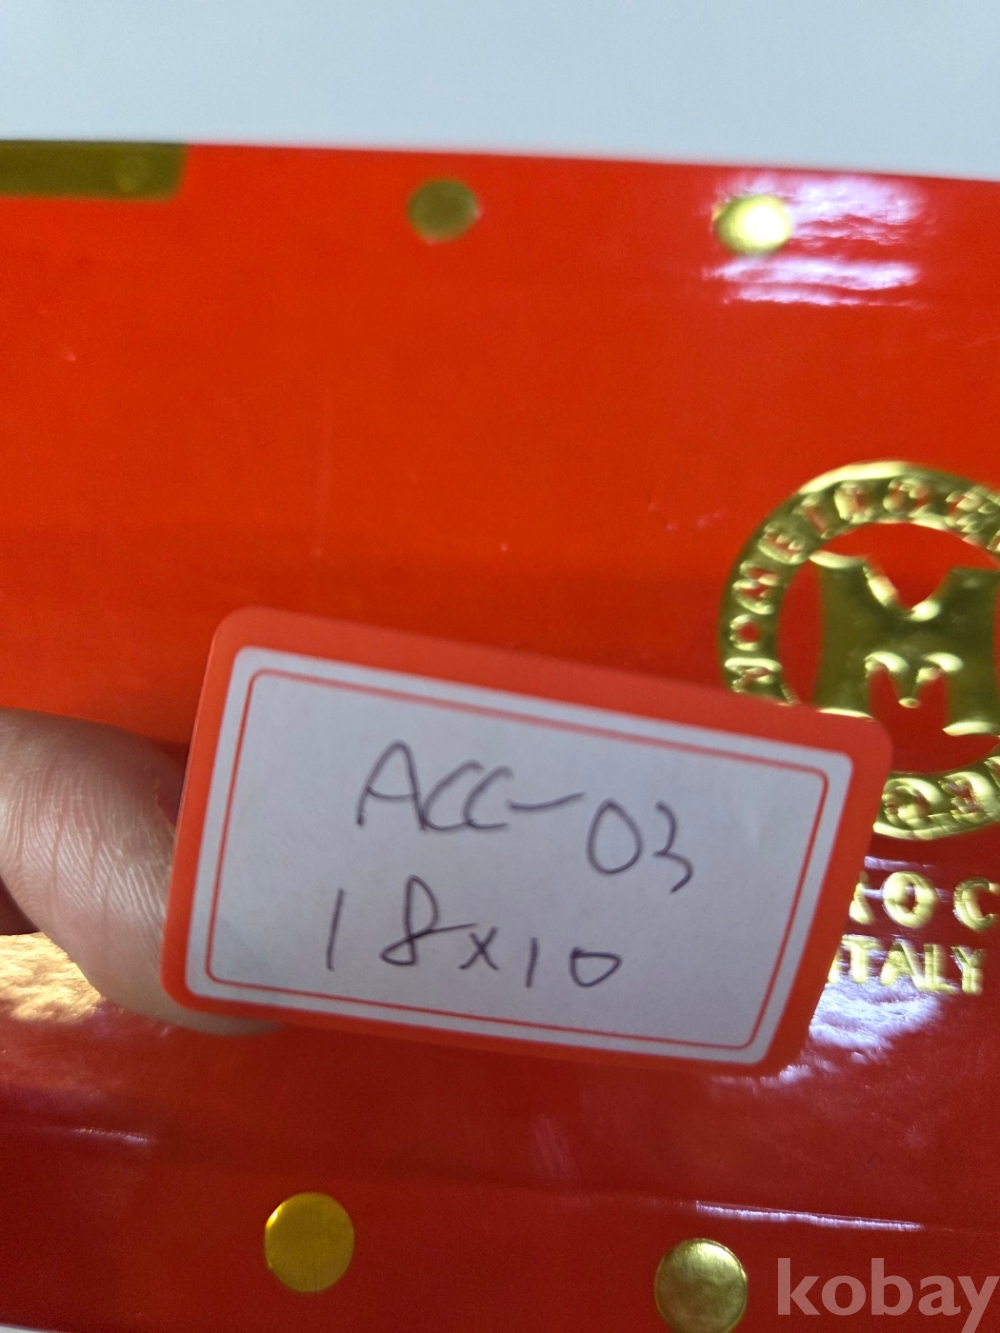 M
ACC-03
18x10
ITALY
kobay